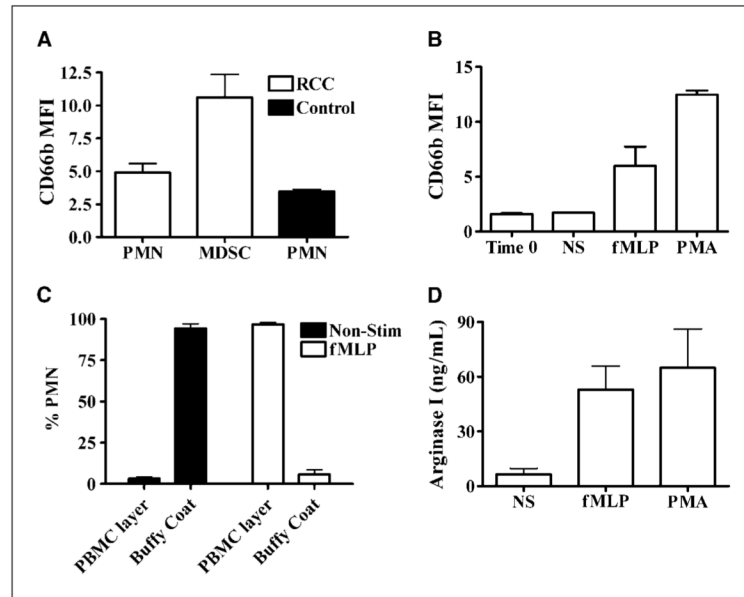 A
CD66b MFI
12.5
10.0
7.5
5.0
2.5
0.0
RCC
Control
PMN MDSC PMN
B
CD66b MFI
15
10
5
0
Time 0 NS fMLP PMA
C
% PMN
100
75
50
25
0
Non-Stim
fMLP
PBMC layer Buffy Coat PBMC layer Buffy Coat
D
Arginase I (ng/mL)
90
60
30
0
NS fMLP PMA